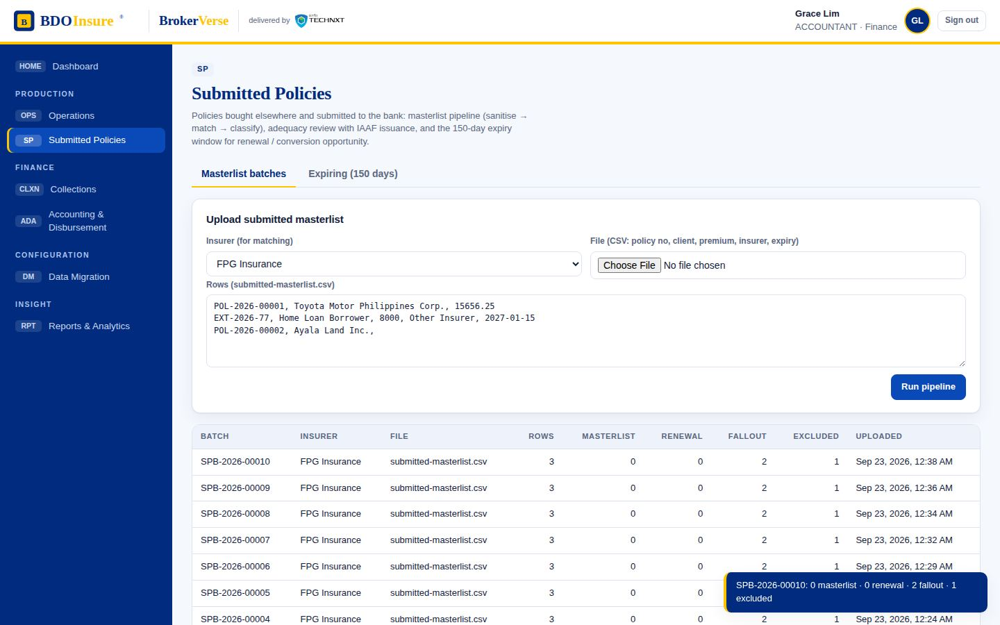 B BDOInsure ®
BrokerVerse
delivered by
TECHNXT
Grace Lim
ACCOUNTANT · Finance
GL
Sign out
HOME Dashboard
PRODUCTION
OPS Operations
SP Submitted Policies
FINANCE
CLXN Collections
ADA Accounting &
Disbursement
CONFIGURATION
DM Data Migration
INSIGHT
RPT Reports & Analytics
SP
Submitted Policies
Policies bought elsewhere and submitted to the bank: masterlist pipeline (sanitise →
match → classify), adequacy review with IAAF issuance, and the 150-day expiry
window for renewal / conversion opportunity.
Masterlist batches Expiring (150 days)
Upload submitted masterlist
Insurer (for matching) File (CSV: policy no, client, premium, insurer, expiry)
FPG Insurance Choose File No file chosen
Rows (submitted-masterlist.csv)
POL-2026-00001, Toyota Motor Philippines Corp., 15656.25
EXT-2026-77, Home Loan Borrower, 8000, Other Insurer, 2027-01-15
POL-2026-00002, Ayala Land Inc.,
Run pipeline
BATCH INSURER FILE ROWS MASTERLIST RENEWAL FALLOUT EXCLUDED UPLOADED
SPB-2026-00010 FPG Insurance submitted-masterlist.csv 3 0 0 2 1 Sep 23, 2026, 12:38 AM
SPB-2026-00009 FPG Insurance submitted-masterlist.csv 3 0 0 2 1 Sep 23, 2026, 12:36 AM
SPB-2026-00008 FPG Insurance submitted-masterlist.csv 3 0 0 2 1 Sep 23, 2026, 12:34 AM
SPB-2026-00007 FPG Insurance submitted-masterlist.csv 3 0 0 2 1 Sep 23, 2026, 12:32 AM
SPB-2026-00006 FPG Insurance submitted-masterlist.csv 3 0 0 2 1 Sep 23, 2026, 12:29 AM
SPB-2026-00005 FPG Insurance submitted-masterlist.csv 3 0 0
SPB-2026-00004 FPG Insurance submitted-masterlist.csv 3 0 0 2 1 Sep 23, 2026, 12:24 AM
SPB-2026-00010: 0 masterlist · 0 renewal · 2 fallout · 1
excluded